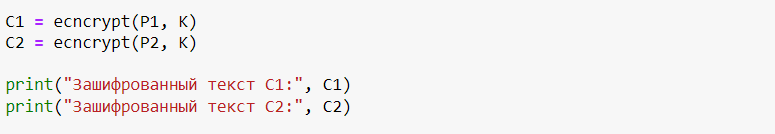 C1 = ecncrypt(P1, K)
C2 = ecncrypt(P2, K)
print("Зашифрованный текст C1:", C1)
print("Зашифрованный текст C2:", C2)